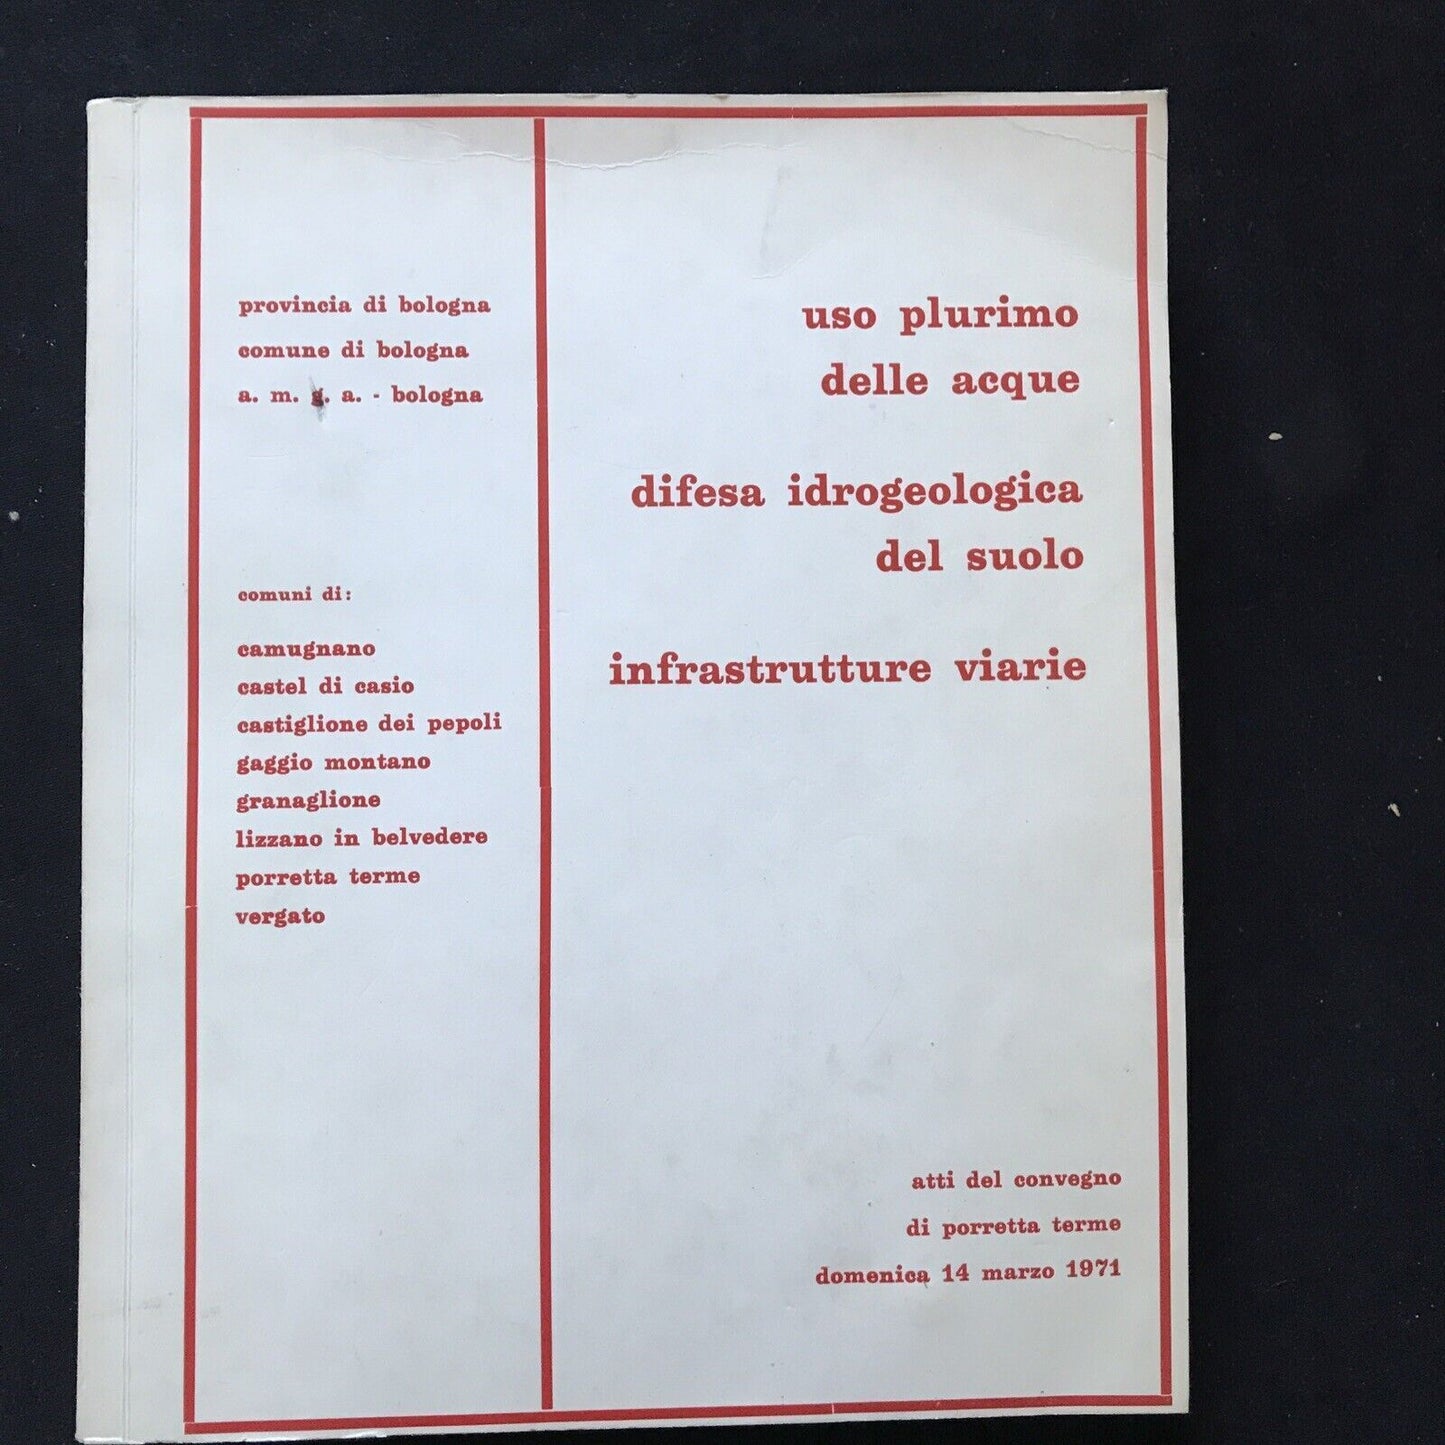 provincia di bologna
comune di bologna
a. m. g. a. - bologna
comuni di:
camugnano
castel di casio
castiglione dei pepoli
gaggio montano
granaglione
lizzano in belvedere
porretta terme
vergato
uso plurimo
delle acque
difesa idrogeologica
del suolo
infrastrutture viarie
atti del convegno
di porretta terme
domenica 14 marzo 1971